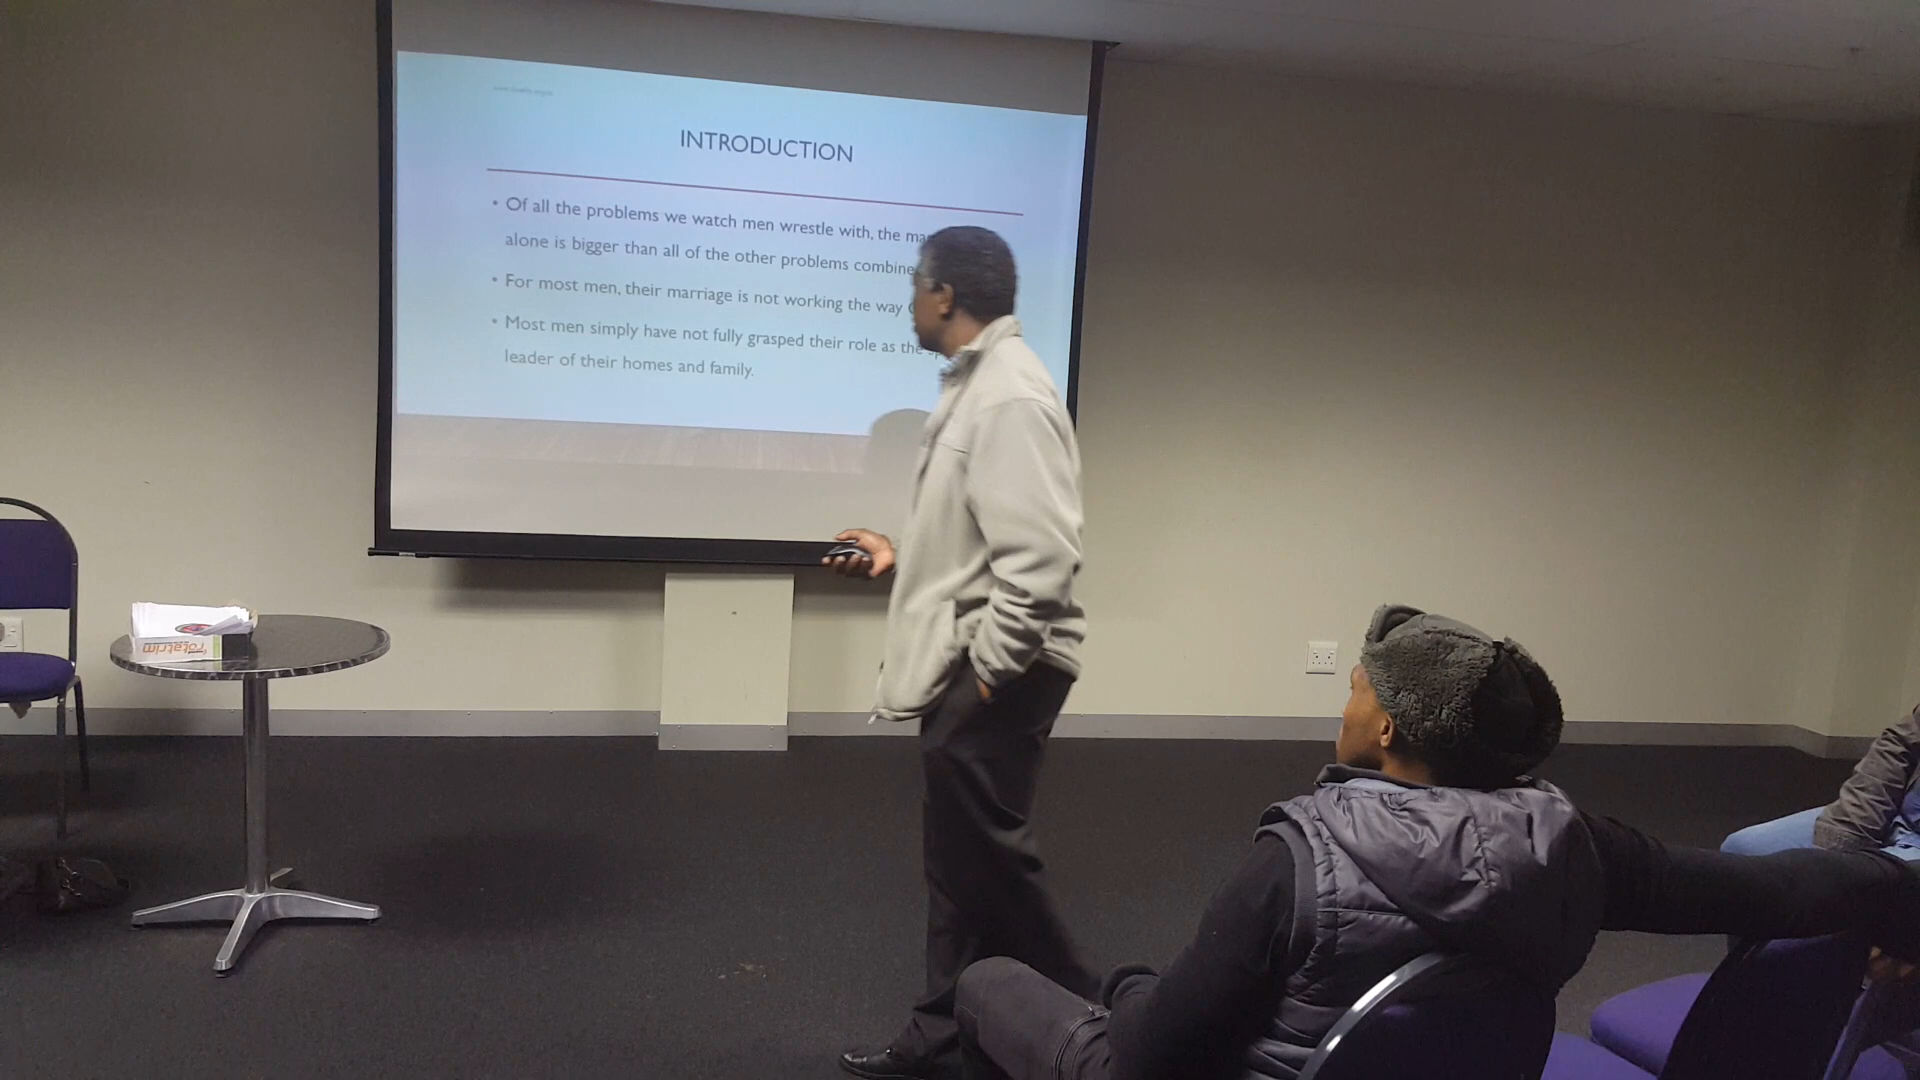 INTRODUCTION
• Of all the problems we watch men wrestle with, the
alone is bigger than all of the other problems
• For most men, their marriage is not working the way
• Most men simply have not fully grasped their role as the
leader of their homes and family.
rotatrim